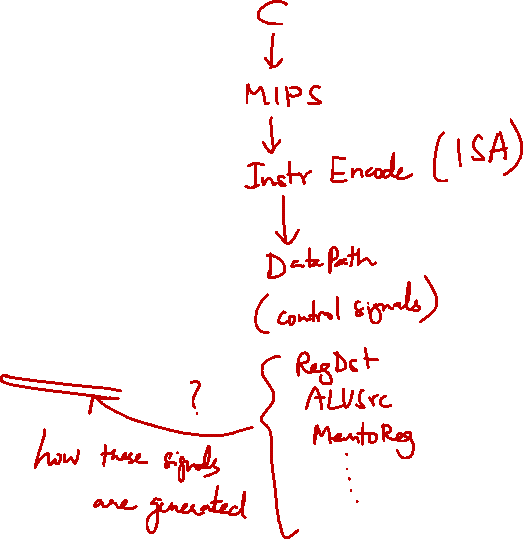 C
MIPS
Instr Encode (ISA)
DataPath
(control signals)
RegDst
ALUSrc
MemtoReg
?
how these signals
are generated